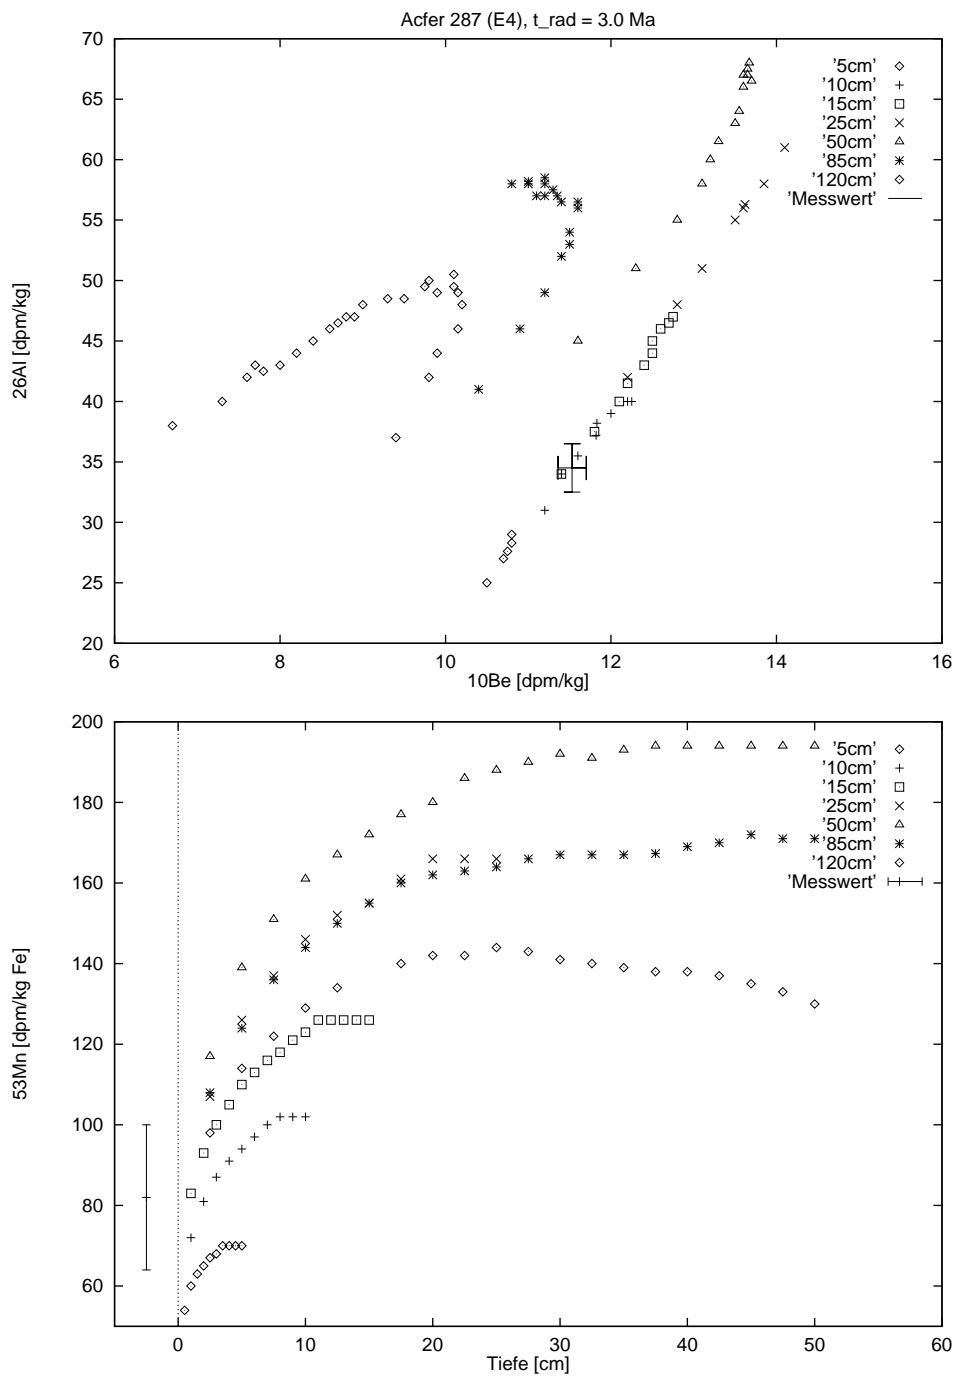 Acfer 287 (E4), t_rad = 3.0 Ma
70
65
60
55
50
45
40
35
30
25
20
26Al [dpm/kg]
'5cm'
'10cm'
'15cm'
'25cm'
'50cm'
'85cm'
'120cm'
'Messwert'
6 8 10 12 14 16
10Be [dpm/kg]
200
180
160
140
120
100
80
60
53Mn [dpm/kg Fe]
'5cm'
'10cm'
'15cm'
'25cm'
'50cm'
'85cm'
'120cm'
'Messwert'
0 10 20 30 40 50 60
Tiefe [cm]